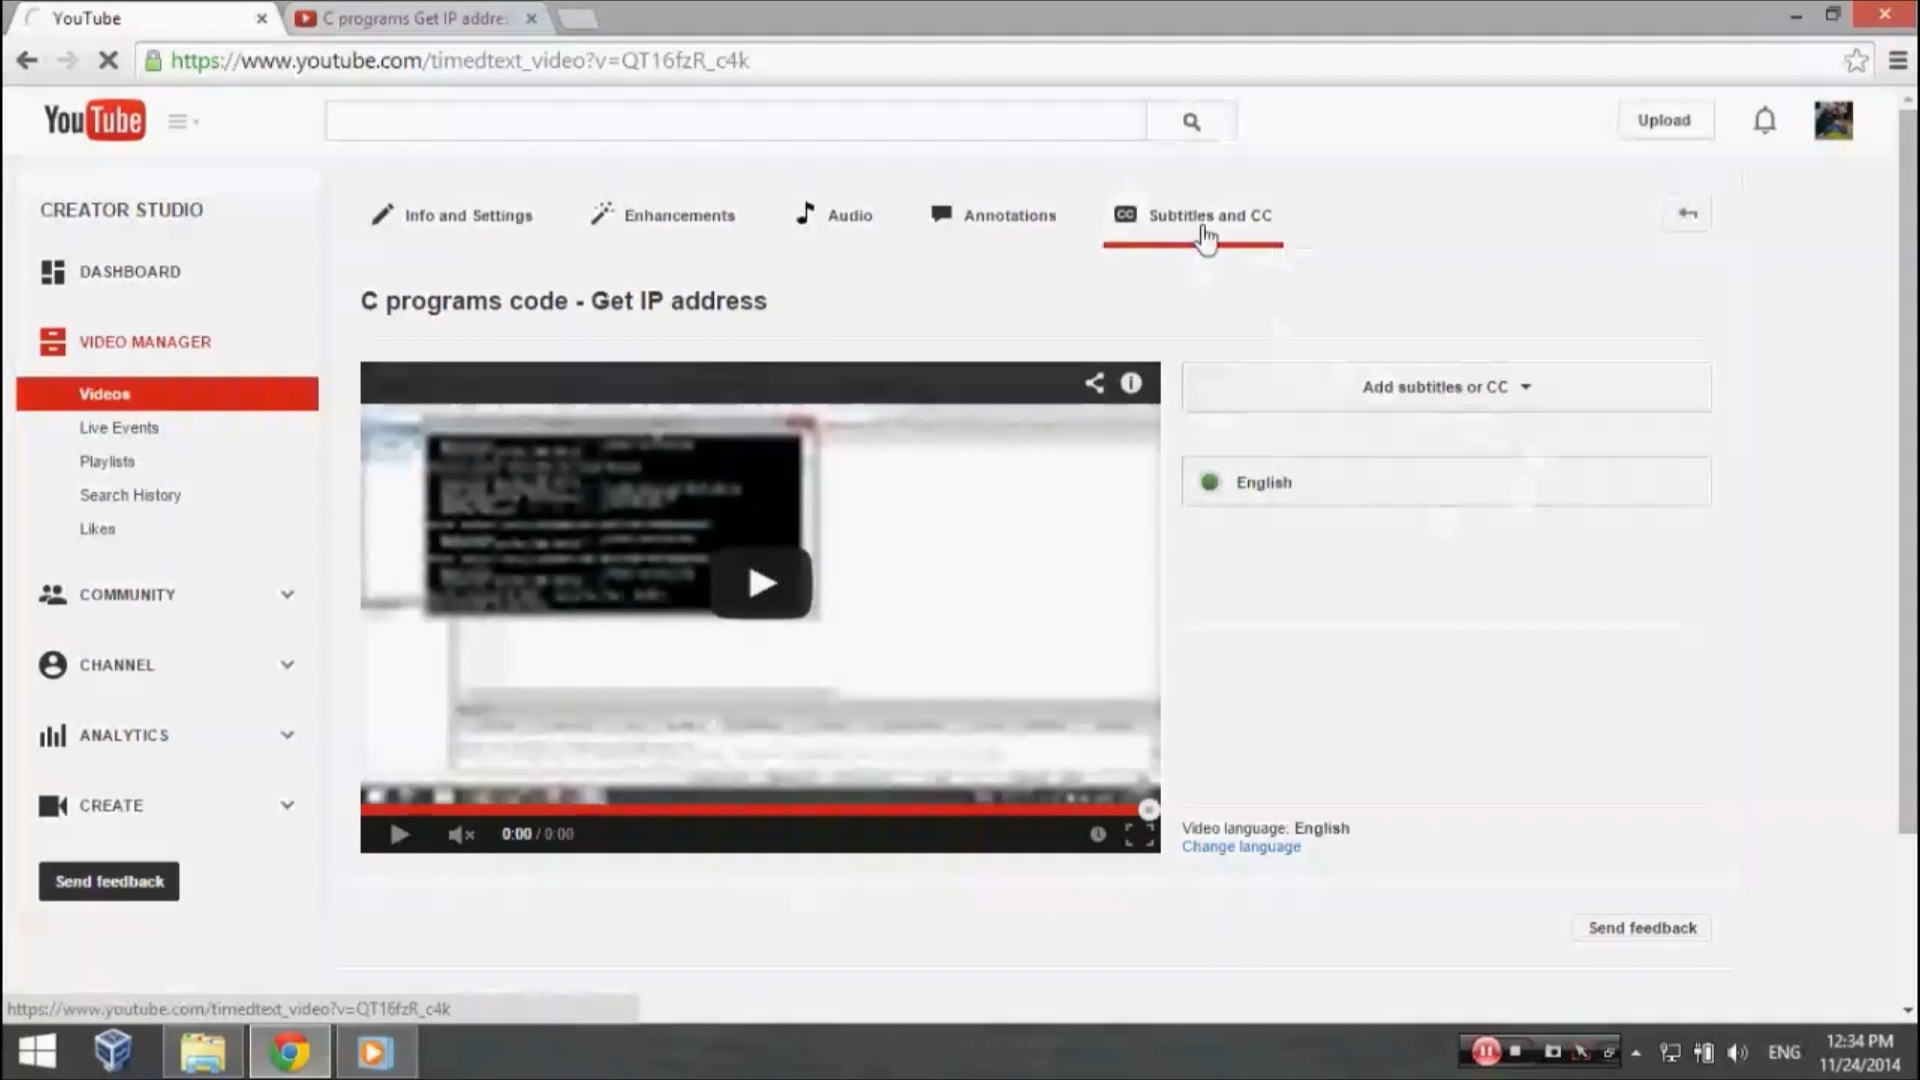 YouTube
C programs Get IP addre
https://www.youtube.com/timedtext_video?v=QT16fzR_c4k
YouTube
Upload
CREATOR STUDIO
Info and Settings
Enhancements
Audio
Annotations
CC Subtitles and CC
DASHBOARD
C programs code - Get IP address
VIDEO MANAGER
Videos
Add subtitles or CC
Live Events
Playlists
English
Search History
Likes
COMMUNITY
CHANNEL
ANALYTICS
CREATE
0:00 / 0:00
Video language: English
Change language
Send feedback
Send feedback
https://www.youtube.com/timedtext_video?v=QT16fzR_c4k
ENG
12:34 PM
11/24/2014